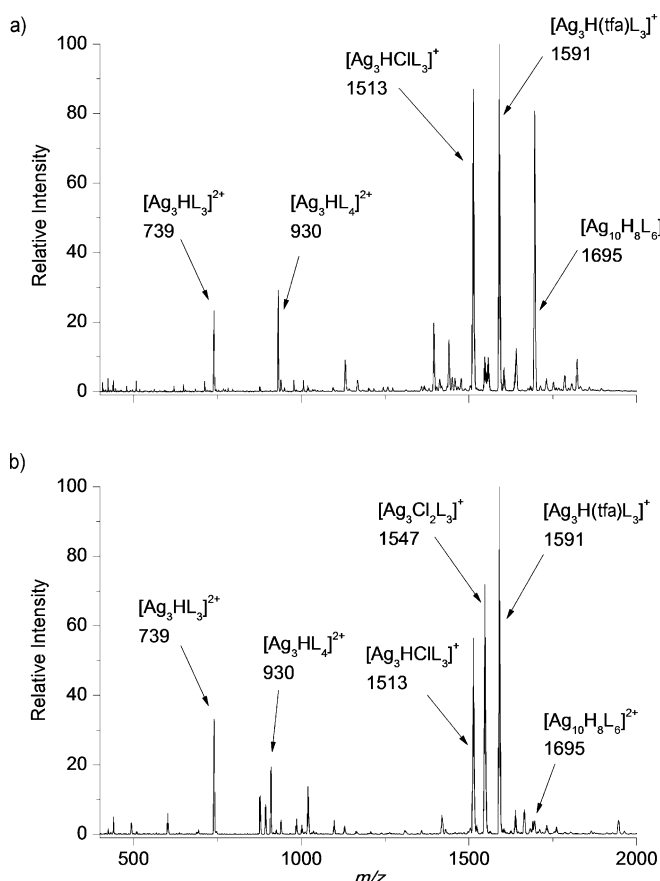 a)
100
80
60
40
20
0
Relative Intensity
[Ag₃HL₃]²⁺
739
[Ag₃HL₄]²⁺
930
[Ag₃HClL₃]⁺
1513
[Ag₃H(tfa)L₃]⁺
1591
[Ag₁₀H₈L₆]
1695
b)
100
80
60
40
20
0
Relative Intensity
[Ag₃HL₃]²⁺
739
[Ag₃HL₄]²⁺
930
[Ag₃Cl₂L₃]⁺
1547
[Ag₃HClL₃]⁺
1513
[Ag₃H(tfa)L₃]⁺
1591
[Ag₁₀H₈L₆]²⁺
1695
500 1000 1500 2000
m/z